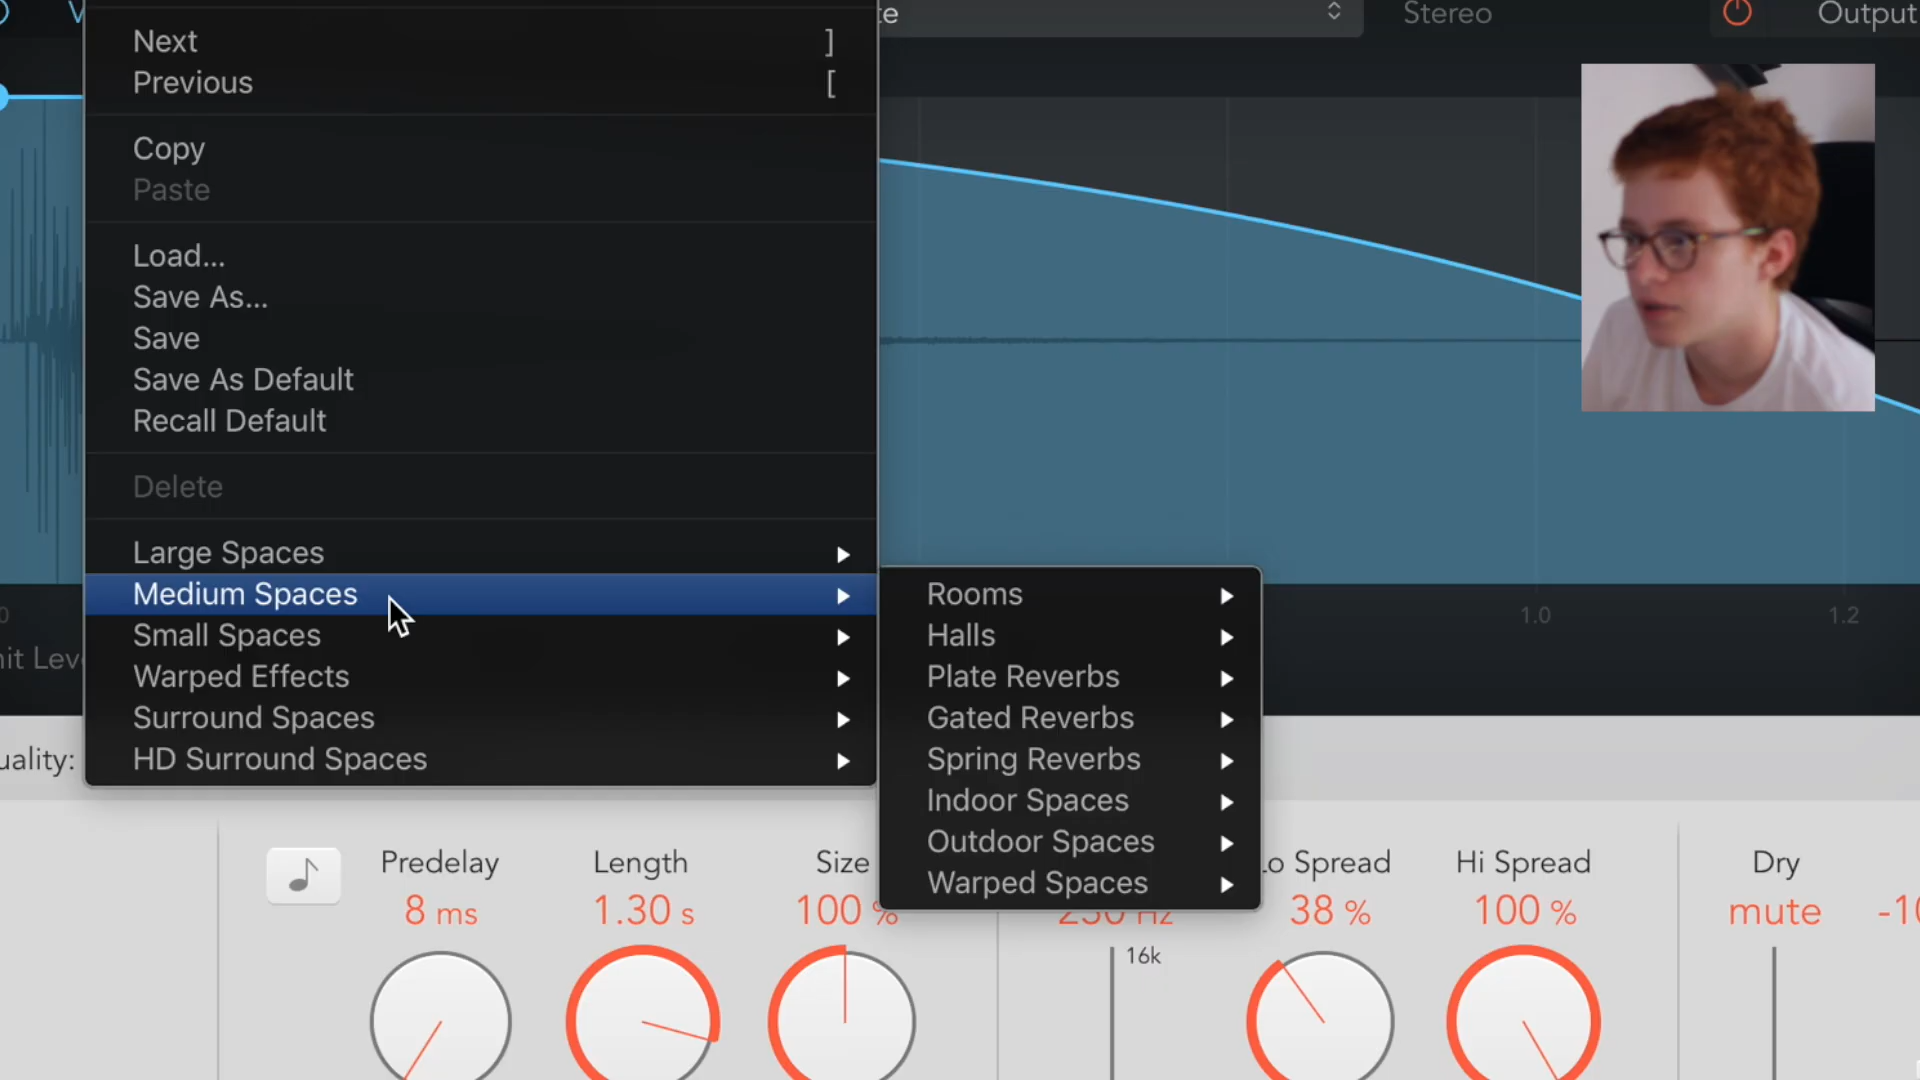 Stereo
Output
Next ]
Previous [
Copy
Paste
Load...
Save As...
Save
Save As Default
Recall Default
Delete
Large Spaces
Medium Spaces
Small Spaces
Warped Effects
Surround Spaces
HD Surround Spaces
Rooms
Halls
Plate Reverbs
Gated Reverbs
Spring Reverbs
Indoor Spaces
Outdoor Spaces
Warped Spaces
1.0
1.2
Predelay
8 ms
Length
1.30 s
Size
100 %
16k
Lo Spread
38 %
Hi Spread
100 %
Dry
mute